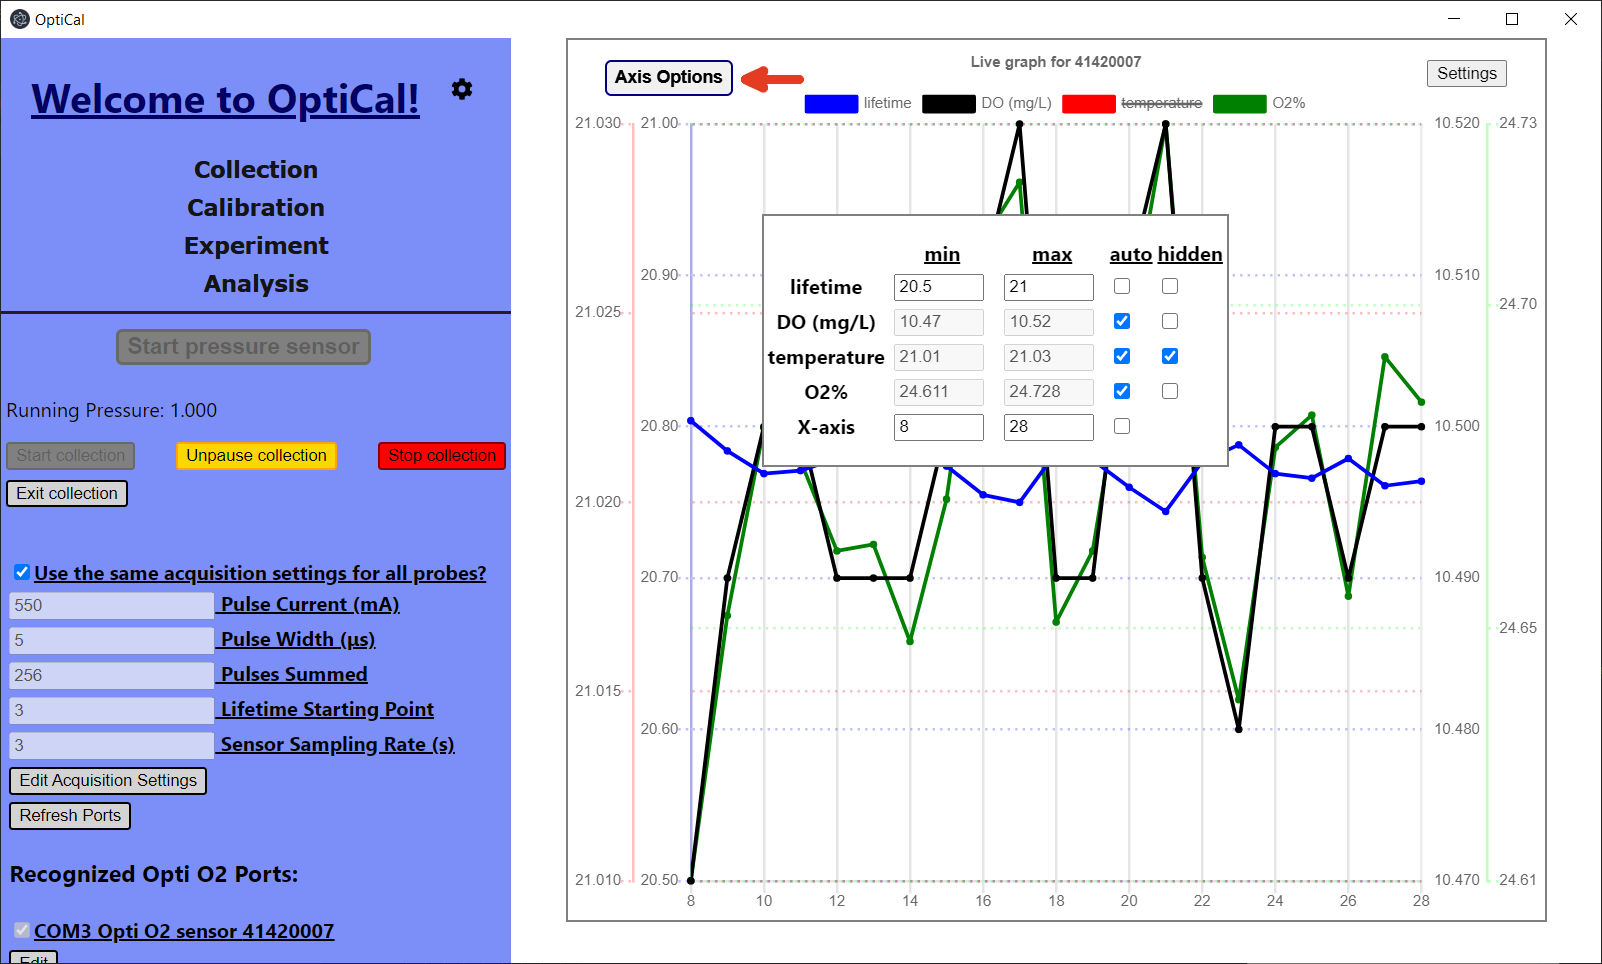 OptiCal
Welcome to OptiCal!
Collection
Calibration
Experiment
Analysis
Start pressure sensor
Running Pressure: 1.000
Start collection Unpause collection Stop collection
Exit collection
Use the same acquisition settings for all probes?
550 Pulse Current (mA)
5 Pulse Width (µs)
256 Pulses Summed
3 Lifetime Starting Point
3 Sensor Sampling Rate (s)
Edit Acquisition Settings
Refresh Ports
Recognized Opti O2 Ports:
COM3 Opti O2 sensor 41420007
Edit
Axis Options
Live graph for 41420007
Settings
lifetime DO (mg/L) temperature O2%
21.030 21.00 10.520 24.73
20.90 10.510
21.025 24.70
20.80 10.500
21.020
20.70 10.490
24.65
21.015
20.60 10.480
21.010 20.50 10.470 24.61
8 10 12 14 16 18 20 22 24 26 28
min max auto hidden
lifetime 20.5 21
DO (mg/L) 10.47 10.52
temperature 21.01 21.03
O2% 24.611 24.728
X-axis 8 28